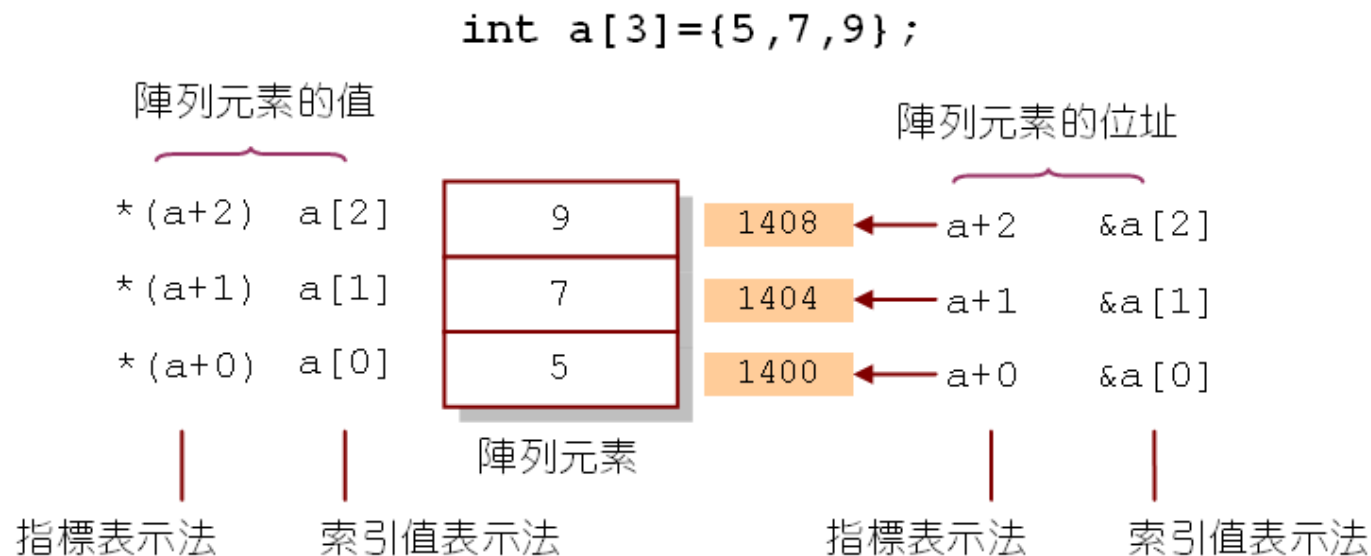 int a[3]={5,7,9};
陣列元素的值
陣列元素的位址
*(a+2) a[2] 9 1408 a+2 &a[2]
*(a+1) a[1] 7 1404 a+1 &a[1]
*(a+0) a[0] 5 1400 a+0 &a[0]
陣列元素
指標表示法 索引值表示法 指標表示法 索引值表示法